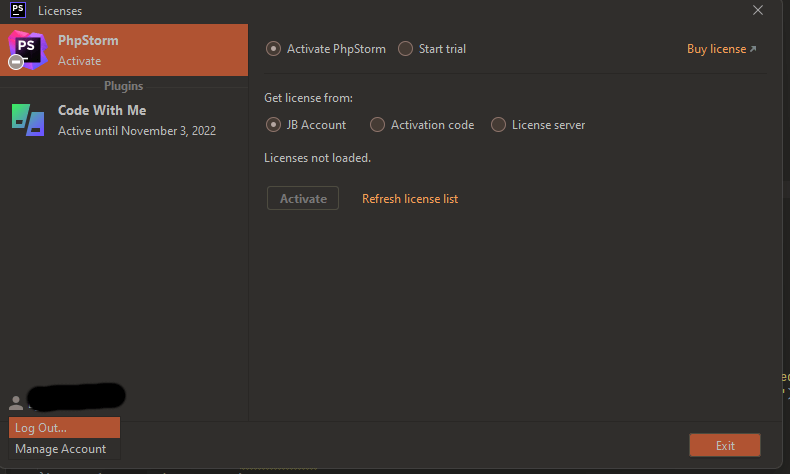 PS Licenses
PhpStorm
Activate
PS
Plugins
Code With Me
Active until November 3, 2022
Activate PhpStorm Start trial Buy license
Get license from:
JB Account Activation code License server
Licenses not loaded.
Activate Refresh license list
Log Out...
Manage Account
Exit